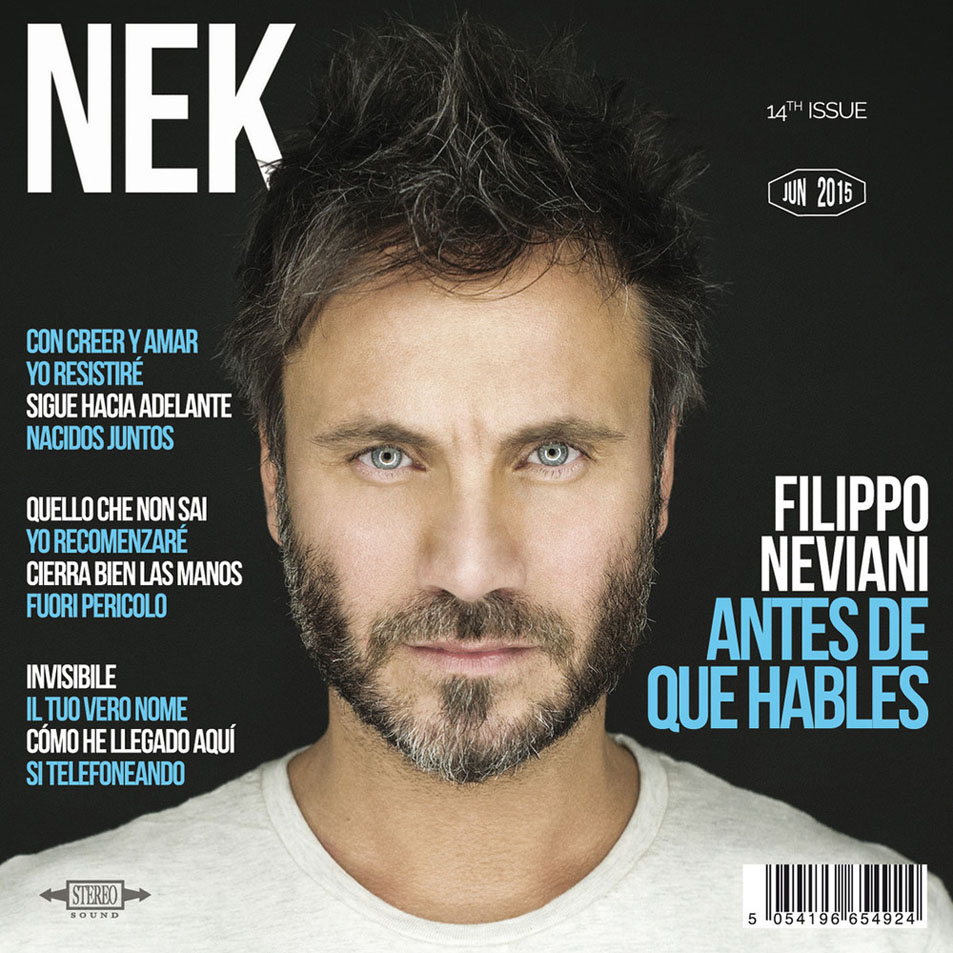 NEK
14TH ISSUE
JUN 2015
CON CREER Y AMAR
YO RESISTIRÉ
SIGUE HACIA ADELANTE
NACIDOS JUNTOS
QUELLO CHE NON SAI
YO RECOMENZARÉ
CIERRA BIEN LAS MANOS
FUORI PERICOLO
INVISIBILE
IL TUO VERO NOME
CÓMO HE LLEGADO AQUÍ
SI TELEFONEANDO
FILIPPO
NEVIANI
ANTES DE
QUE HABLES
STEREO
SOUND
5 054196 654924